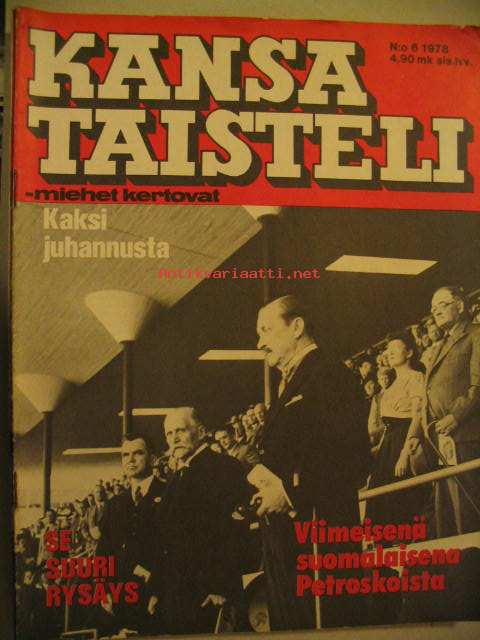 KANSA
TAISTELI
N:o 6 1978
4,90 mk sis.lvv.
-miehet kertovat
Kaksi
juhannusta
Antikvariaatti.net
SE
SUURI
RYSÄYS
Viimeisenä
suomalaisena
Petroskoista